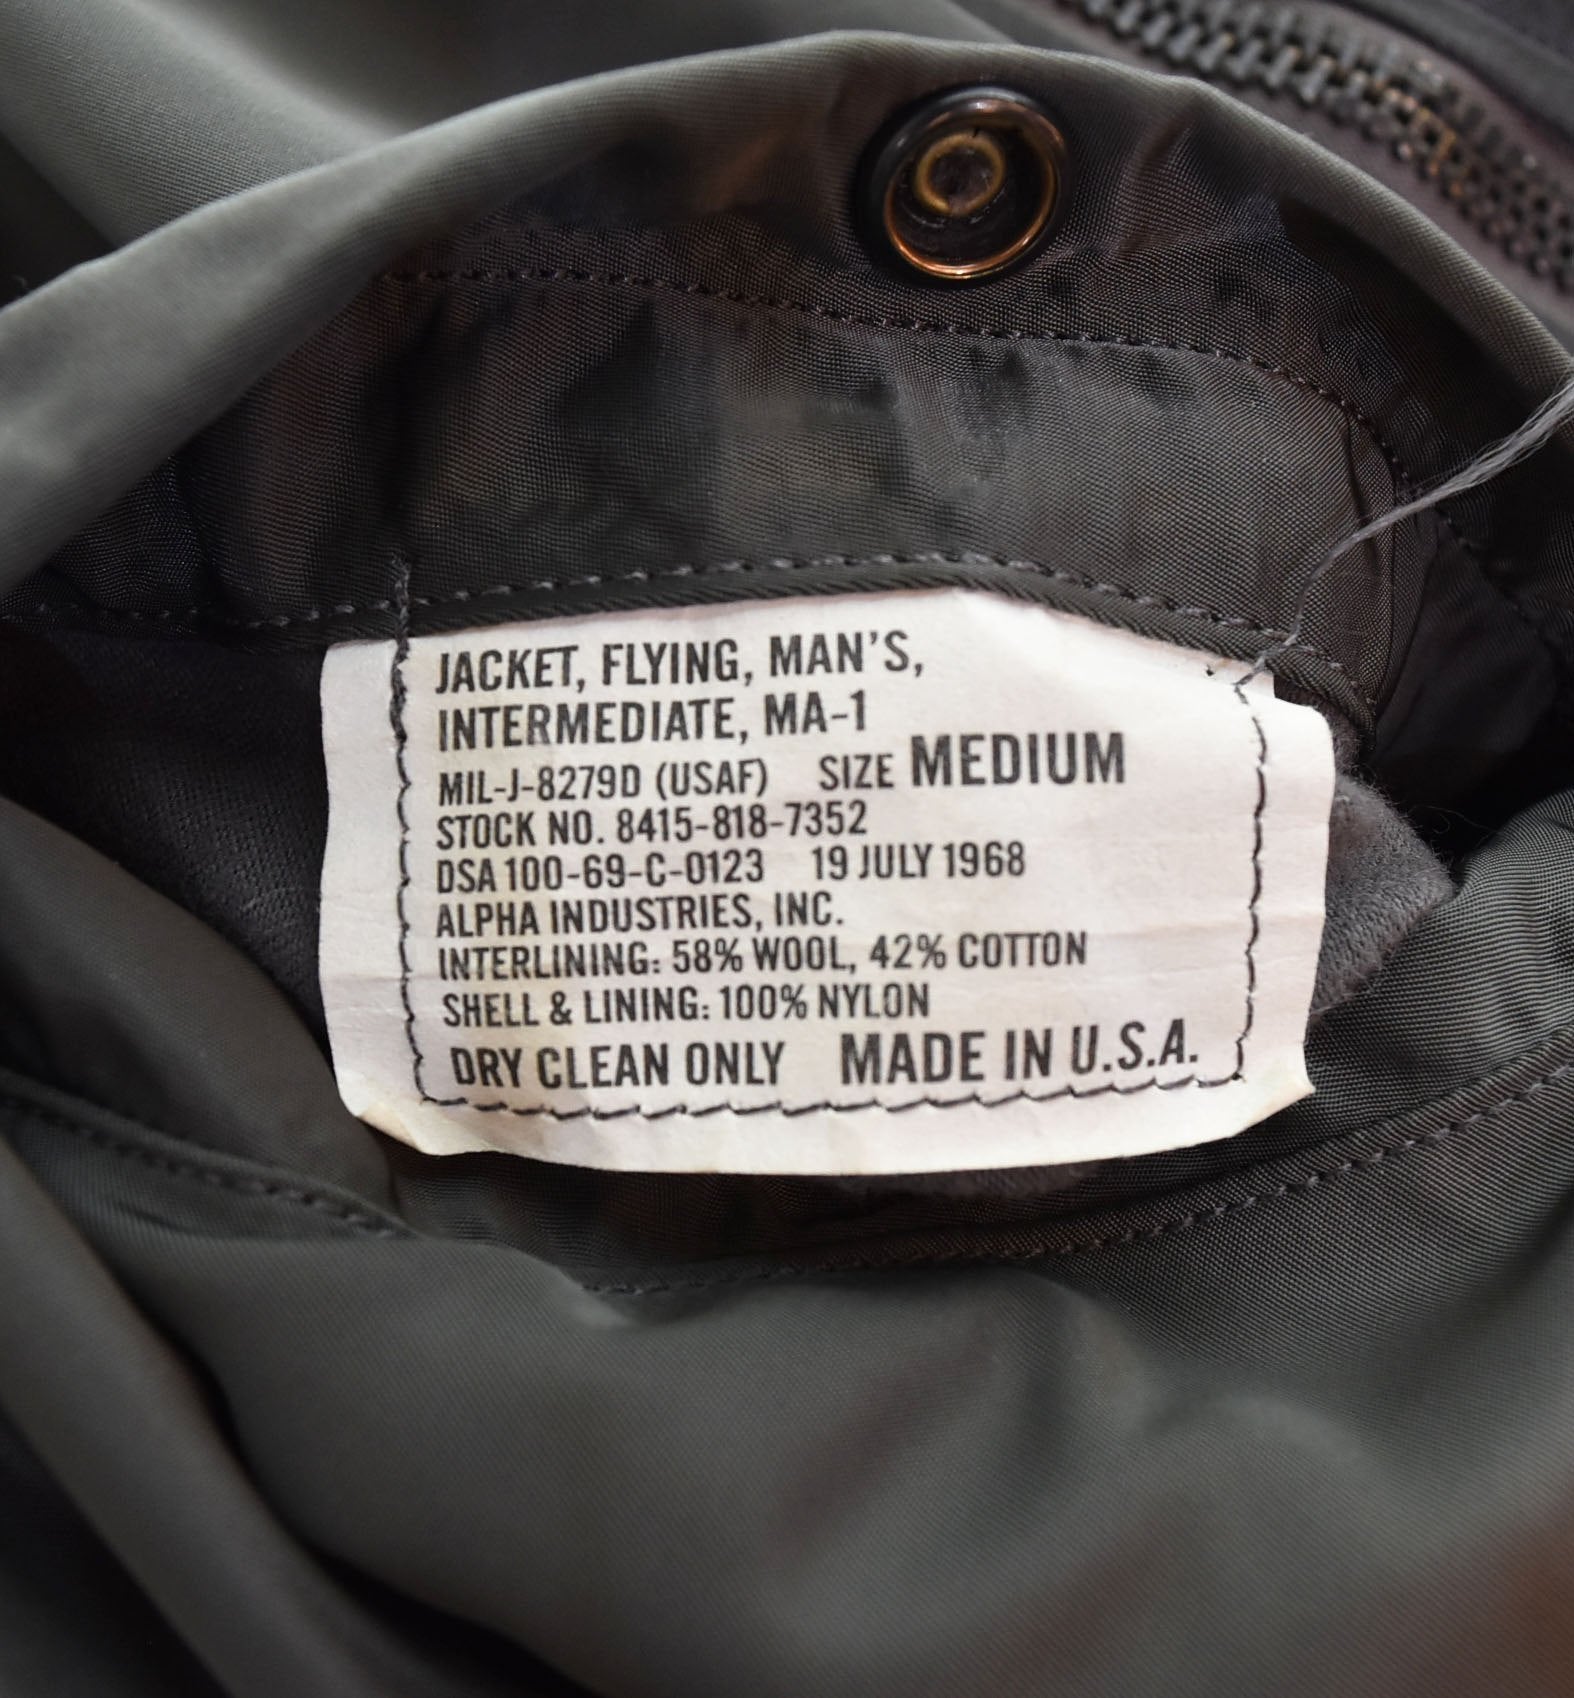 JACKET, FLYING, MAN'S,
INTERMEDIATE, MA-1
MIL-J-8279D (USAF) SIZE MEDIUM
STOCK NO. 8415-818-7352
DSA 100-69-C-0123 19 JULY 1968
ALPHA INDUSTRIES, INC.
INTERLINING: 58% WOOL, 42% COTTON
SHELL & LINING: 100% NYLON
DRY CLEAN ONLY MADE IN U.S.A.